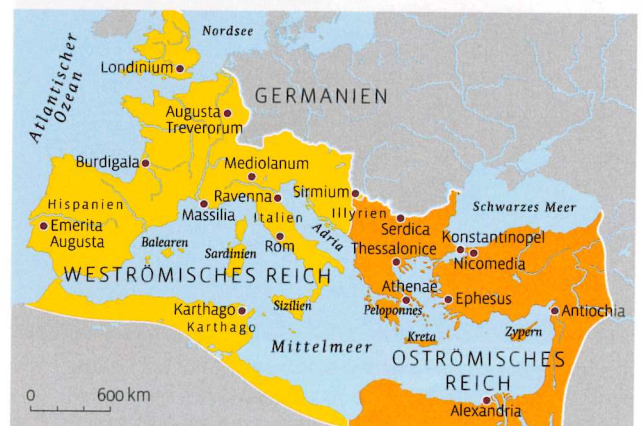 Nordsee
Atlantischer
Ozean
Londinium
GERMANIEN
Augusta
Treverorum
Burdigala
Mediolanum
Ravenna
Sirmium
Hispanien
Massilia
Italien
Illyrien
Schwarzes Meer
Emerita
Augusta
Balearen
Sardinien
Rom
Adria
Serdica
Thessalonice
Konstantinopel
Nicomedia
WESTRÖMISCHES REICH
Athenae
Ephesus
Antiochia
Karthago
Karthago
Sizilien
Peloponnes
Kreta
Zypern
Mittelmeer
OSTRÖMISCHES
REICH
0 600 km
Alexandria